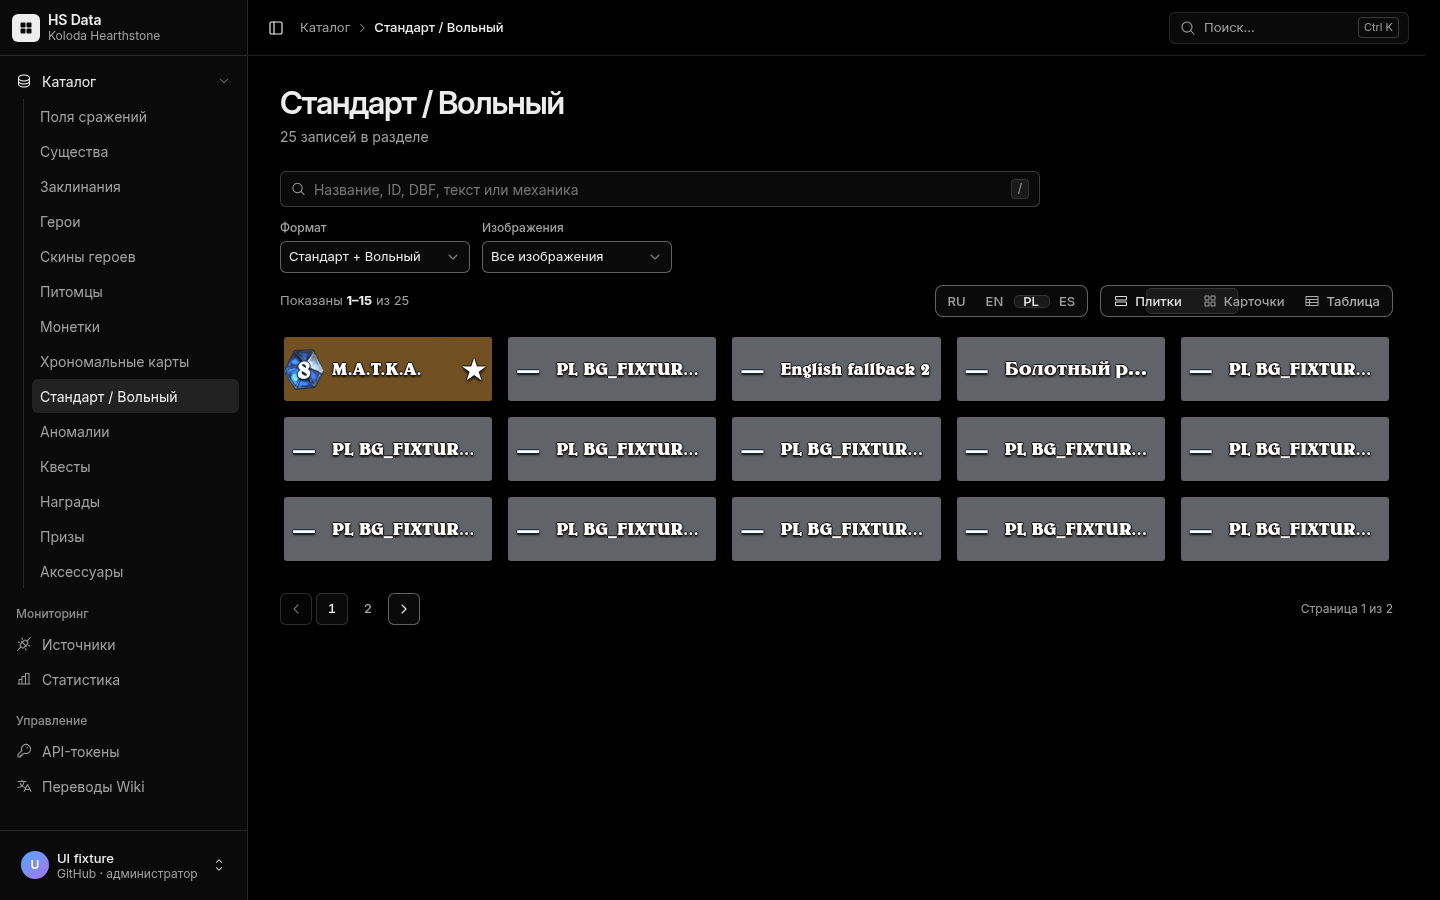 HS Data
Koloda Hearthstone
Каталог
Поля сражений
Существа
Заклинания
Герои
Скины героев
Питомцы
Монетки
Хрономальные карты
Стандарт / Вольный
Аномалии
Квесты
Награды
Призы
Аксессуары
Мониторинг
Источники
Статистика
Управление
API-токены
Переводы Wiki
U
UI fixture
GitHub · администратор
Каталог > Стандарт / Вольный
Поиск... Ctrl K
Стандарт / Вольный
25 записей в разделе
Название, ID, DBF, текст или механика /
Формат Изображения
Стандарт + Вольный Все изображения
Показаны 1–15 из 25 RU EN PL ES Плитки Карточки Таблица
8 М.А.Т.К.А. — PL BG_FIXTUR... — English fallback 2 — Болотный р... — PL BG_FIXTUR...
— PL BG_FIXTUR... — PL BG_FIXTUR... — PL BG_FIXTUR... — PL BG_FIXTUR... — PL BG_FIXTUR...
— PL BG_FIXTUR... — PL BG_FIXTUR... — PL BG_FIXTUR... — PL BG_FIXTUR... — PL BG_FIXTUR...
1 2 Страница 1 из 2